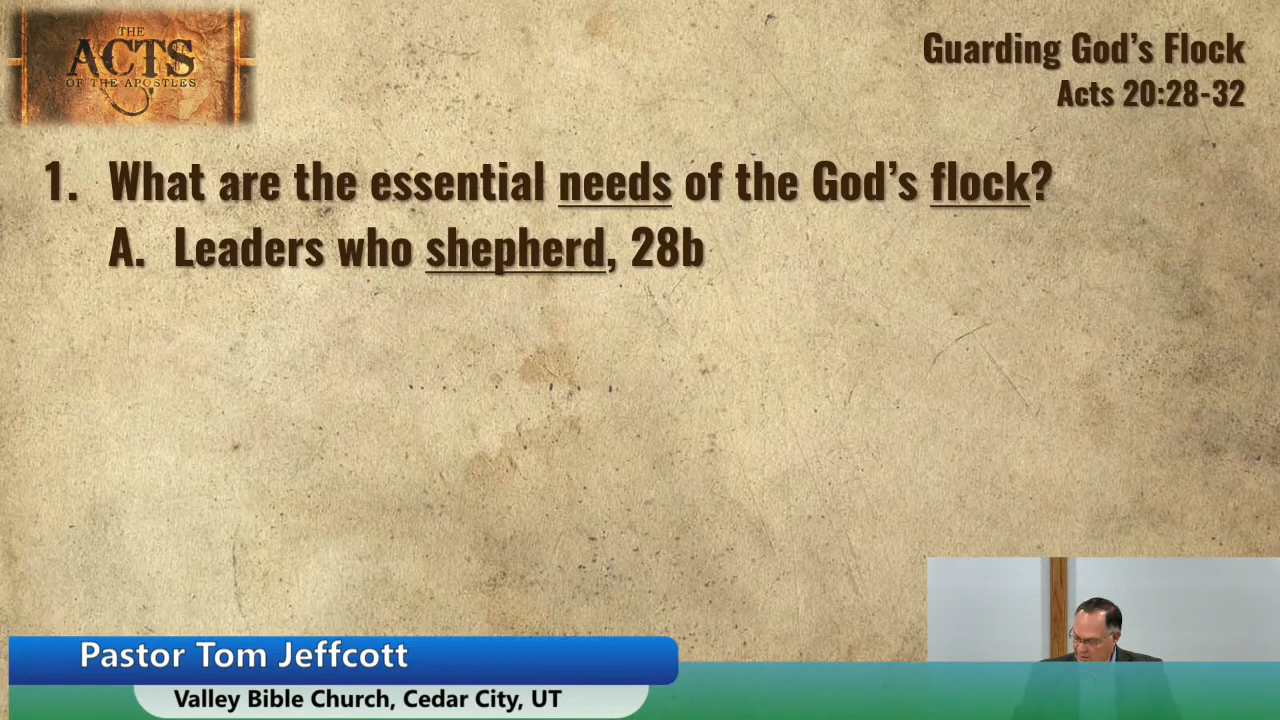 THE
ACTS
OF THE APOSTLES
Guarding God's Flock
Acts 20:28-32
1. What are the essential needs of the God's flock?
A. Leaders who shepherd, 28b
Pastor Tom Jeffcott
Valley Bible Church, Cedar City, UT